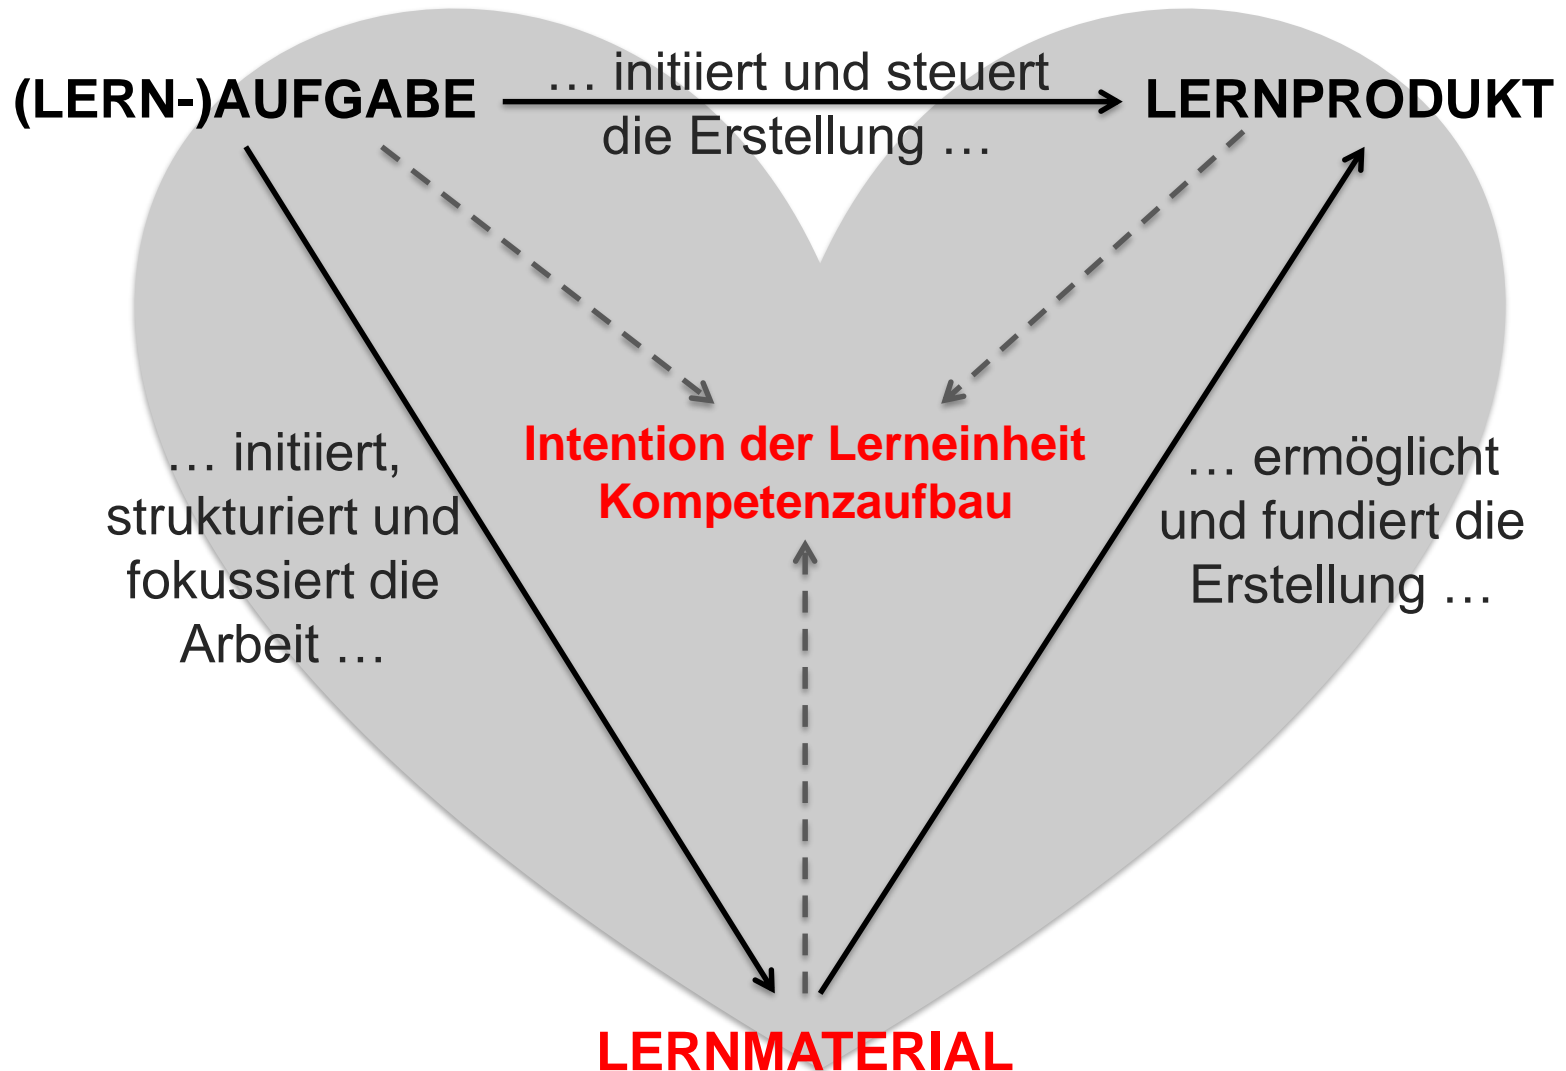 (LERN-)AUFGABE
… initiiert und steuert
die Erstellung …
LERNPRODUKT
Intention der Lerneinheit
Kompetenzaufbau
… initiiert,
strukturiert und
fokussiert die
Arbeit …
… ermöglicht
und fundiert die
Erstellung …
LERNMATERIAL